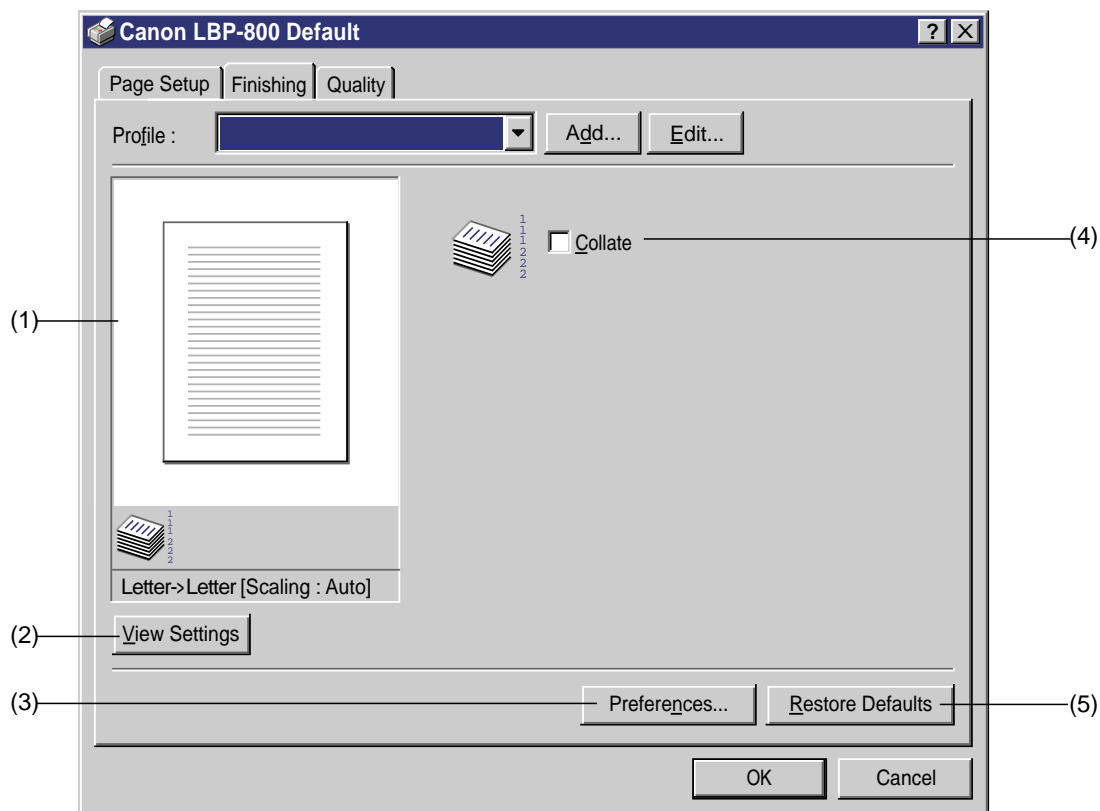 Canon LBP-800 Default
Page Setup Finishing Quality
Profile : Add... Edit...
1
1
1
2
2
2
Collate
(4)
(1)
1
1
1
2
2
2
Letter->Letter [Scaling : Auto]
(2)
View Settings
(3)
Preferences... Restore Defaults
(5)
OK Cancel